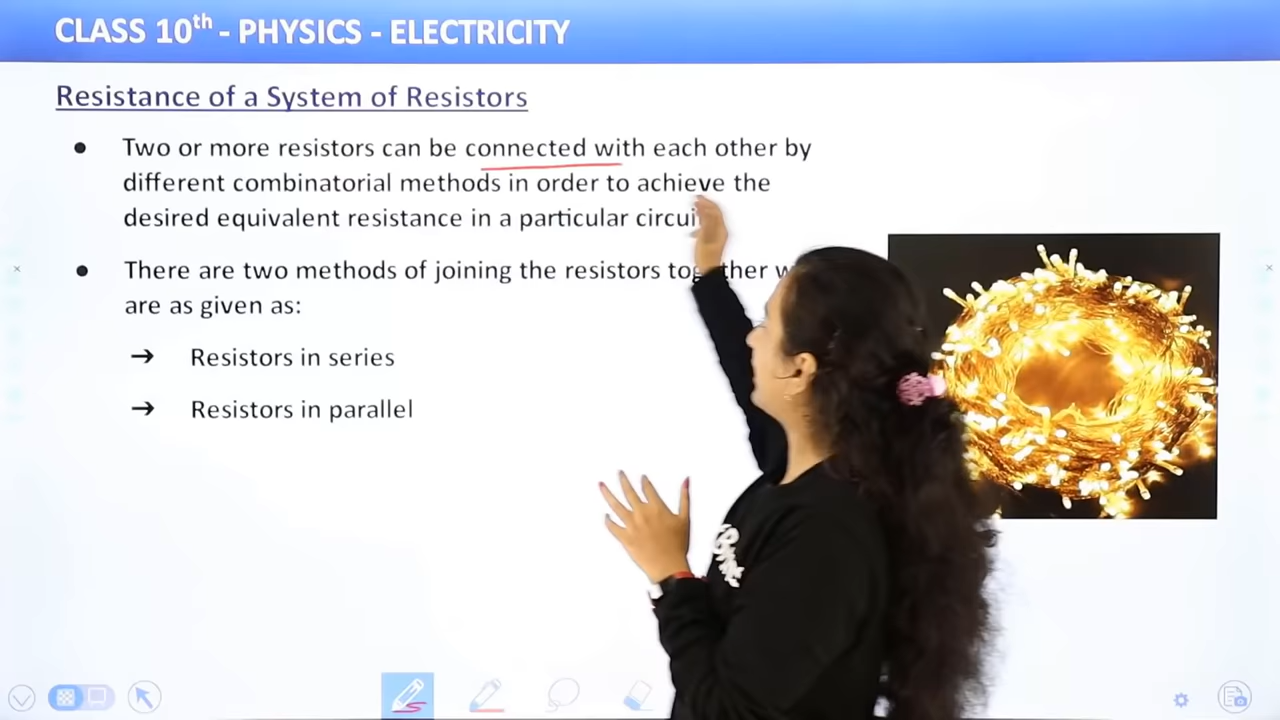 CLASS 10th - PHYSICS - ELECTRICITY
Resistance of a System of Resistors
● Two or more resistors can be connected with each other by
different combinatorial methods in order to achieve the
desired equivalent resistance in a particular
● There are two methods of joining the resistors together
are as given as:
➔ Resistors in series
➔ Resistors in parallel